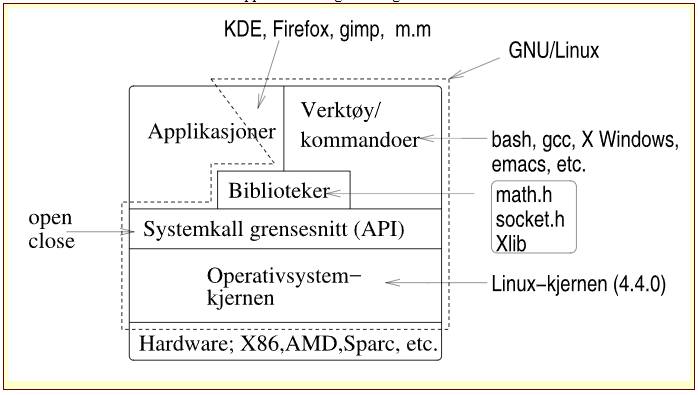 KDE, Firefox, gimp, m.m
GNU/Linux
Applikasjoner
Verktøy/
kommandoer
bash, gcc, X Windows,
emacs, etc.
Biblioteker
math.h
socket.h
Xlib
open
close
Systemkall grensesnitt (API)
Operativsystem−
kjernen
Linux−kjernen (4.4.0)
Hardware; X86,AMD,Sparc, etc.